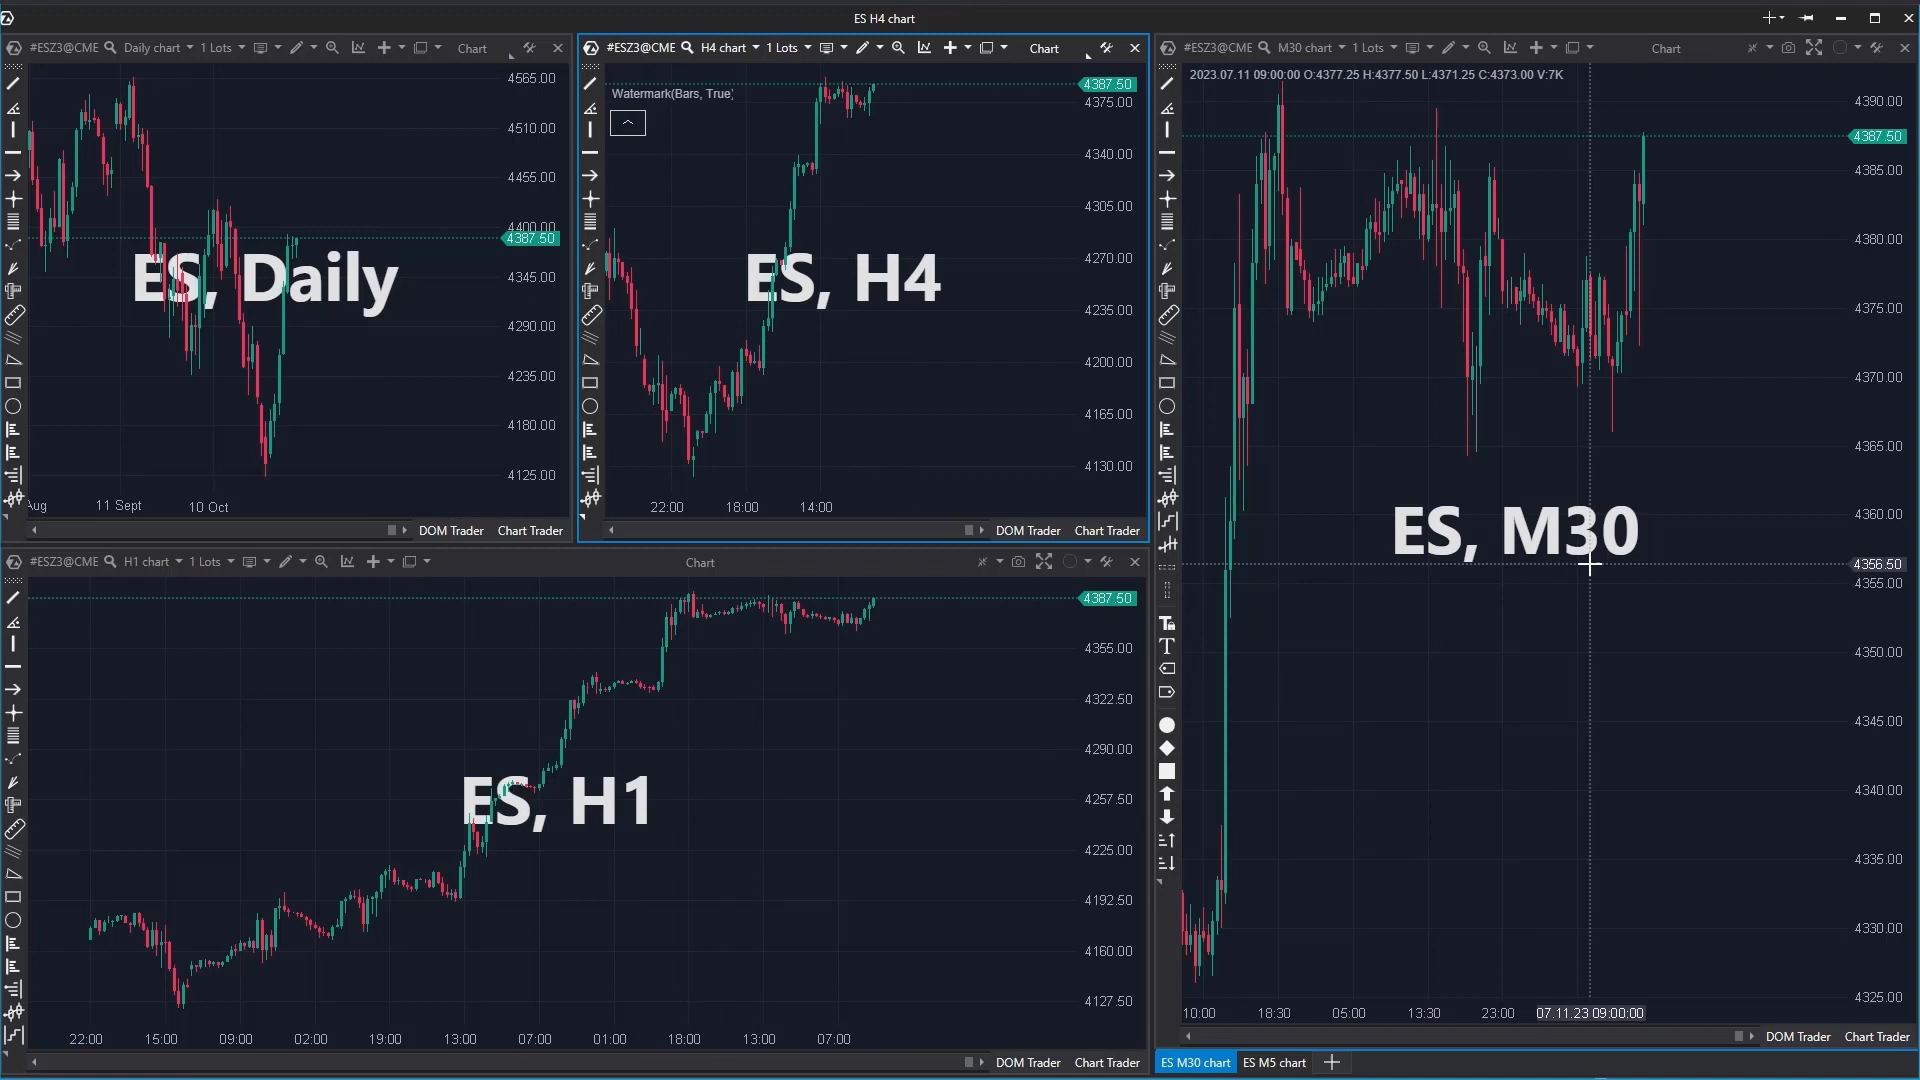 ES H4 chart
#ESZ3@CME Daily chart 1 Lots Chart
4565.00
4510.00
4455.00
4400.00
4387.50
4345.00
4290.00
4235.00
4180.00
4125.00
ES, Daily
Aug 11 Sept 10 Oct
DOM Trader Chart Trader
#ESZ3@CME H4 chart 1 Lots Chart
Watermark(Bars, True)
4387.50
4375.00
4340.00
4305.00
4270.00
4235.00
4200.00
4165.00
4130.00
ES, H4
22:00 18:00 14:00
DOM Trader Chart Trader
#ESZ3@CME M30 chart 1 Lots Chart
2023.07.11 09:00:00 O:4377.25 H:4377.50 L:4371.25 C:4373.00 V:7K
4390.00
4387.50
4385.00
4380.00
4375.00
4370.00
4365.00
4360.00
4356.50
4355.00
4350.00
4345.00
4340.00
4335.00
4330.00
4325.00
ES, M30
10:00 18:30 05:00 13:30 23:00 07.11.23 09:00:00
DOM Trader Chart Trader
ES M30 chart ES M5 chart
#ESZ3@CME H1 chart 1 Lots Chart
4387.50
4355.00
4322.50
4290.00
4257.50
4225.00
4192.50
4160.00
4127.50
ES, H1
22:00 15:00 09:00 02:00 19:00 13:00 07:00 01:00 18:00 13:00 07:00
DOM Trader Chart Trader